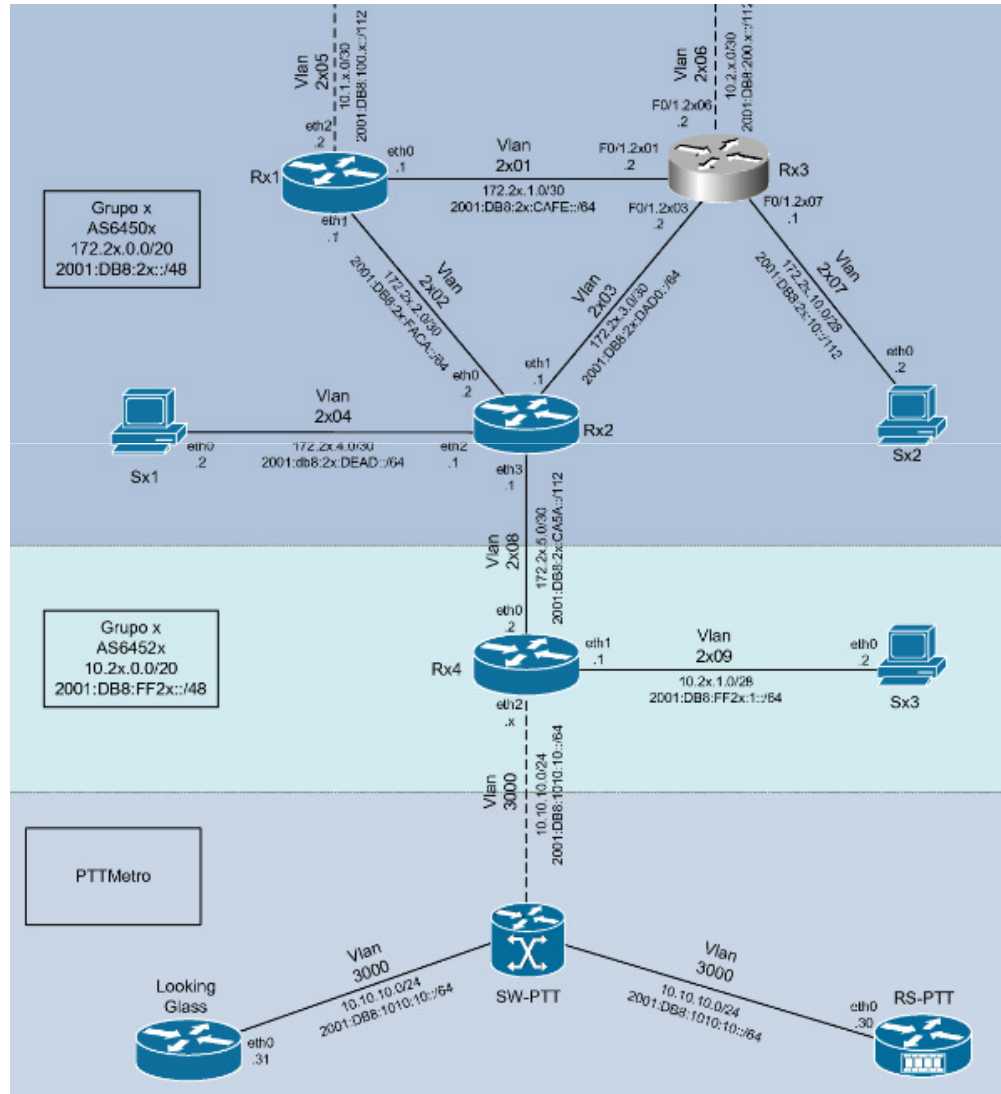 Vlan
2x05
10.1.x.0/30
2001:DB8:100.x::/112
Vlan
2x06
10.2.x.0/30
2001:DB8:200.x::/112
eth2
.2
F0/1.2x06
.2
Rx1
eth0
.1
Vlan
2x01
172.2x.1.0/30
2001:DB8:2x:CAFE::/64
F0/1.2x01
.2
Rx3
Grupo x
AS6450x
172.2x.0.0/20
2001:DB8:2x::/48
eth1
.1
Vlan
2x02
172.2x.2.0/30
2001:DB8:2x:FACA::/64
F0/1.2x03
.2
Vlan
2x03
172.2x.3.0/30
2001:DB8:2x:DAD0::/64
F0/1.2x07
.1
Vlan
2x07
172.2x.10.0/28
2001:DB8:2x:10::/112
eth0
.2
eth1
.1
eth0
.2
Rx2
Sx2
Vlan
2x04
172.2x.4.0/30
2001:db8:2x:DEAD::/64
eth0
.2
eth2
.1
Sx1
eth3
.1
Vlan
2x08
172.2x.5.0/30
2001:DB8:2x:CA5A::/112
Grupo x
AS6452x
10.2x.0.0/20
2001:DB8:FF2x::/48
eth0
.2
Rx4
eth1
.1
Vlan
2x09
10.2x.1.0/28
2001:DB8:FF2x:1::/64
eth0
.2
Sx3
eth2
.x
Vlan
3000
10.10.10.0/24
2001:DB8:1010:10::/64
PTTMetro
SW-PTT
Vlan
3000
10.10.10.0/24
2001:DB8:1010:10::/64
Looking
Glass
eth0
.31
Vlan
3000
10.10.10.0/24
2001:DB8:1010:10::/64
eth0
.30
RS-PTT